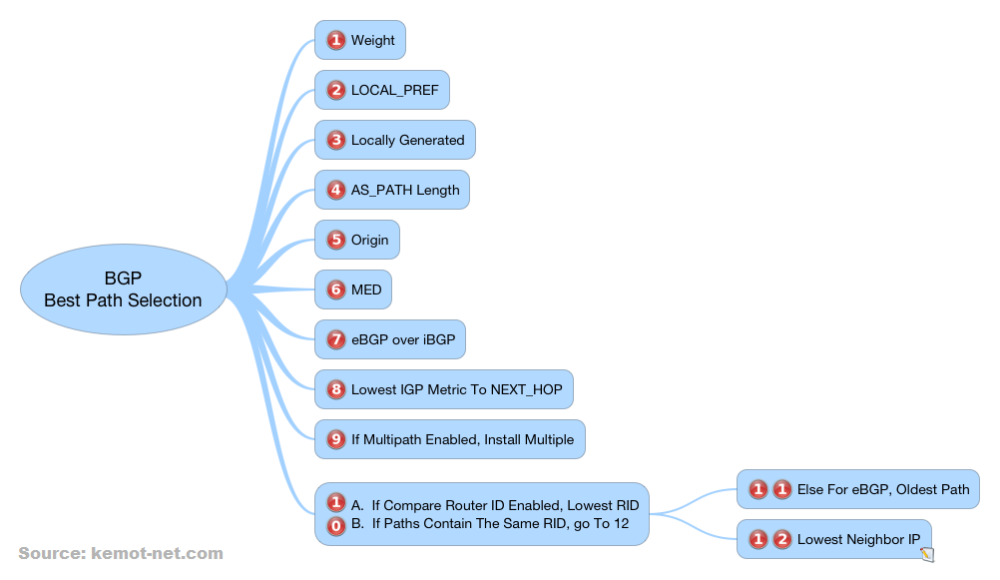 1 Weight
2 LOCAL_PREF
3 Locally Generated
4 AS_PATH Length
5 Origin
BGP
Best Path Selection
6 MED
7 eBGP over iBGP
8 Lowest IGP Metric To NEXT_HOP
9 If Multipath Enabled, Install Multiple
1 A. If Compare Router ID Enabled, Lowest RID
0 B. If Paths Contain The Same RID, go To 12
1 1 Else For eBGP, Oldest Path
1 2 Lowest Neighbor IP
Source: kemot-net.com